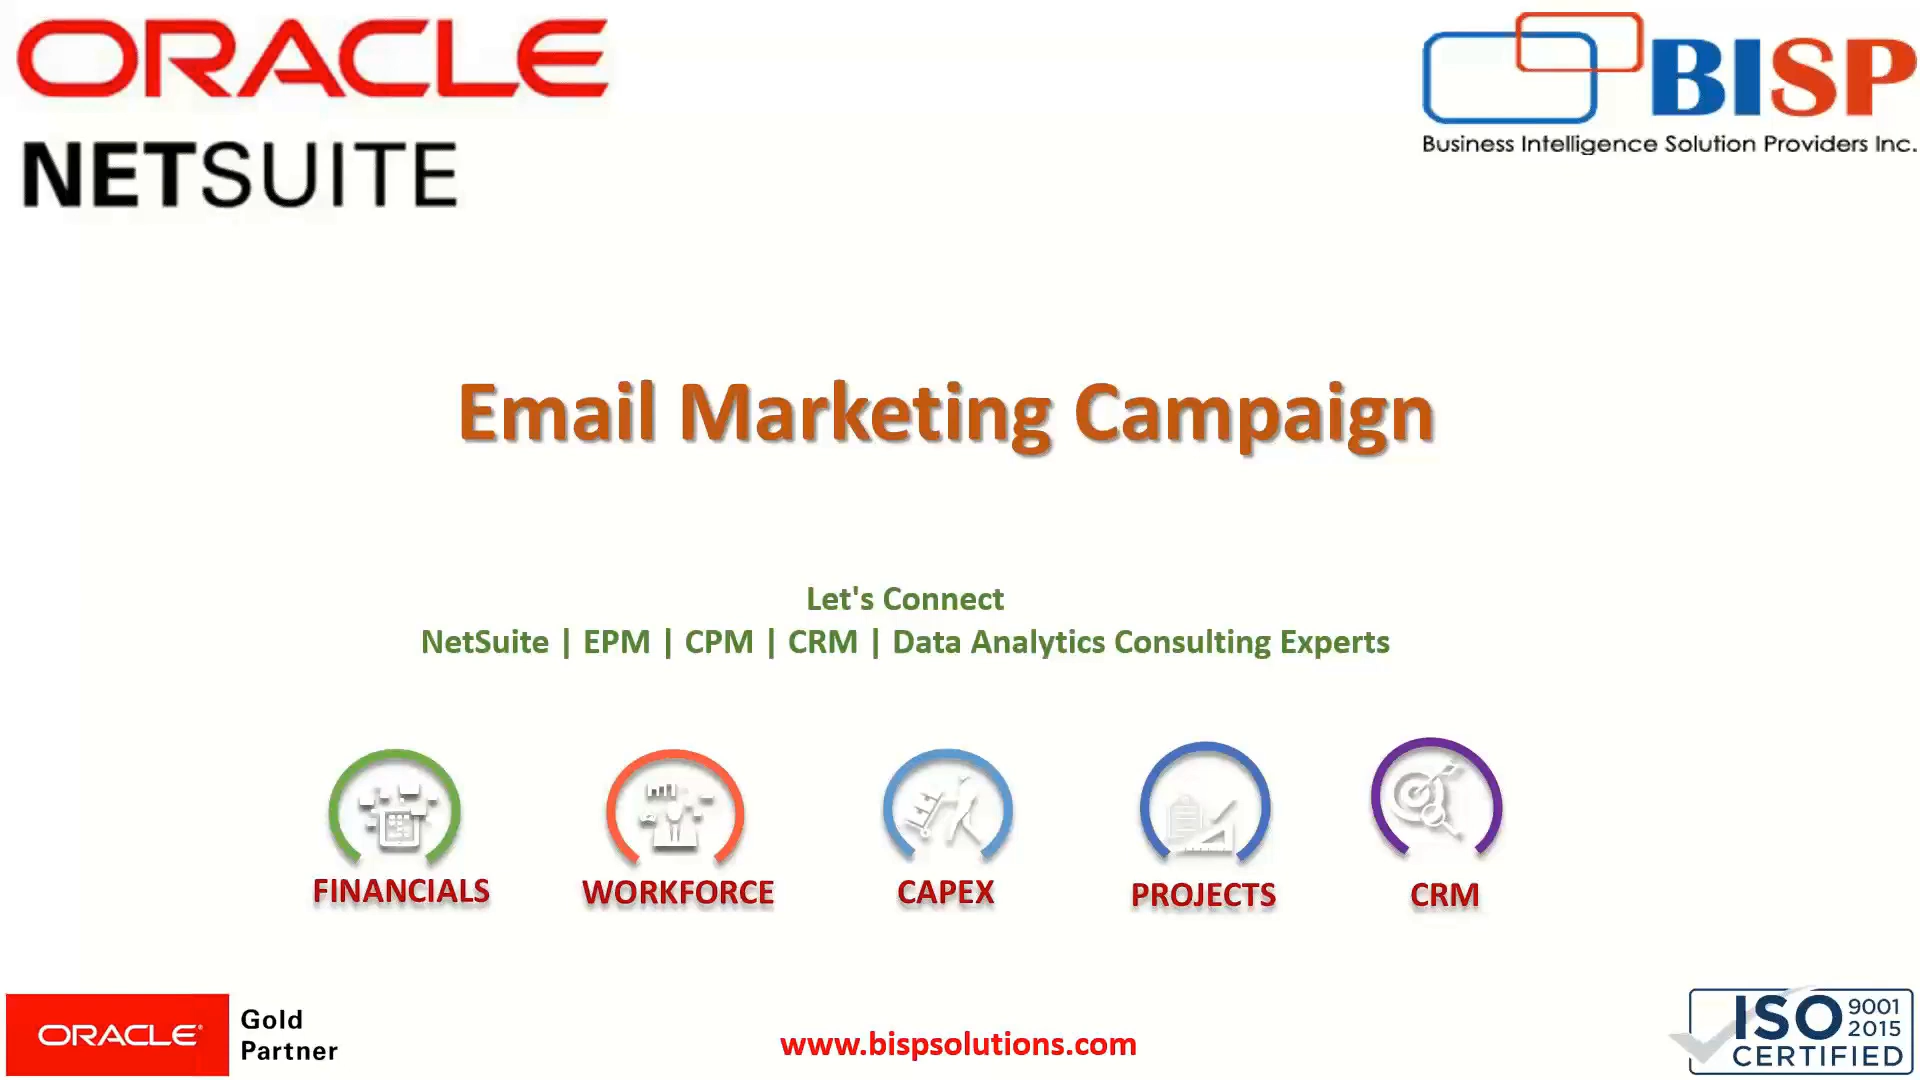 ORACLE
NETSUITE
BISP
Business Intelligence Solution Providers Inc.
Email Marketing Campaign
Let's Connect
NetSuite | EPM | CPM | CRM | Data Analytics Consulting Experts
FINANCIALS
WORKFORCE
CAPEX
PROJECTS
CRM
ORACLE®
Gold
Partner
www.bispsolutions.com
ISO 9001
2015
CERTIFIED